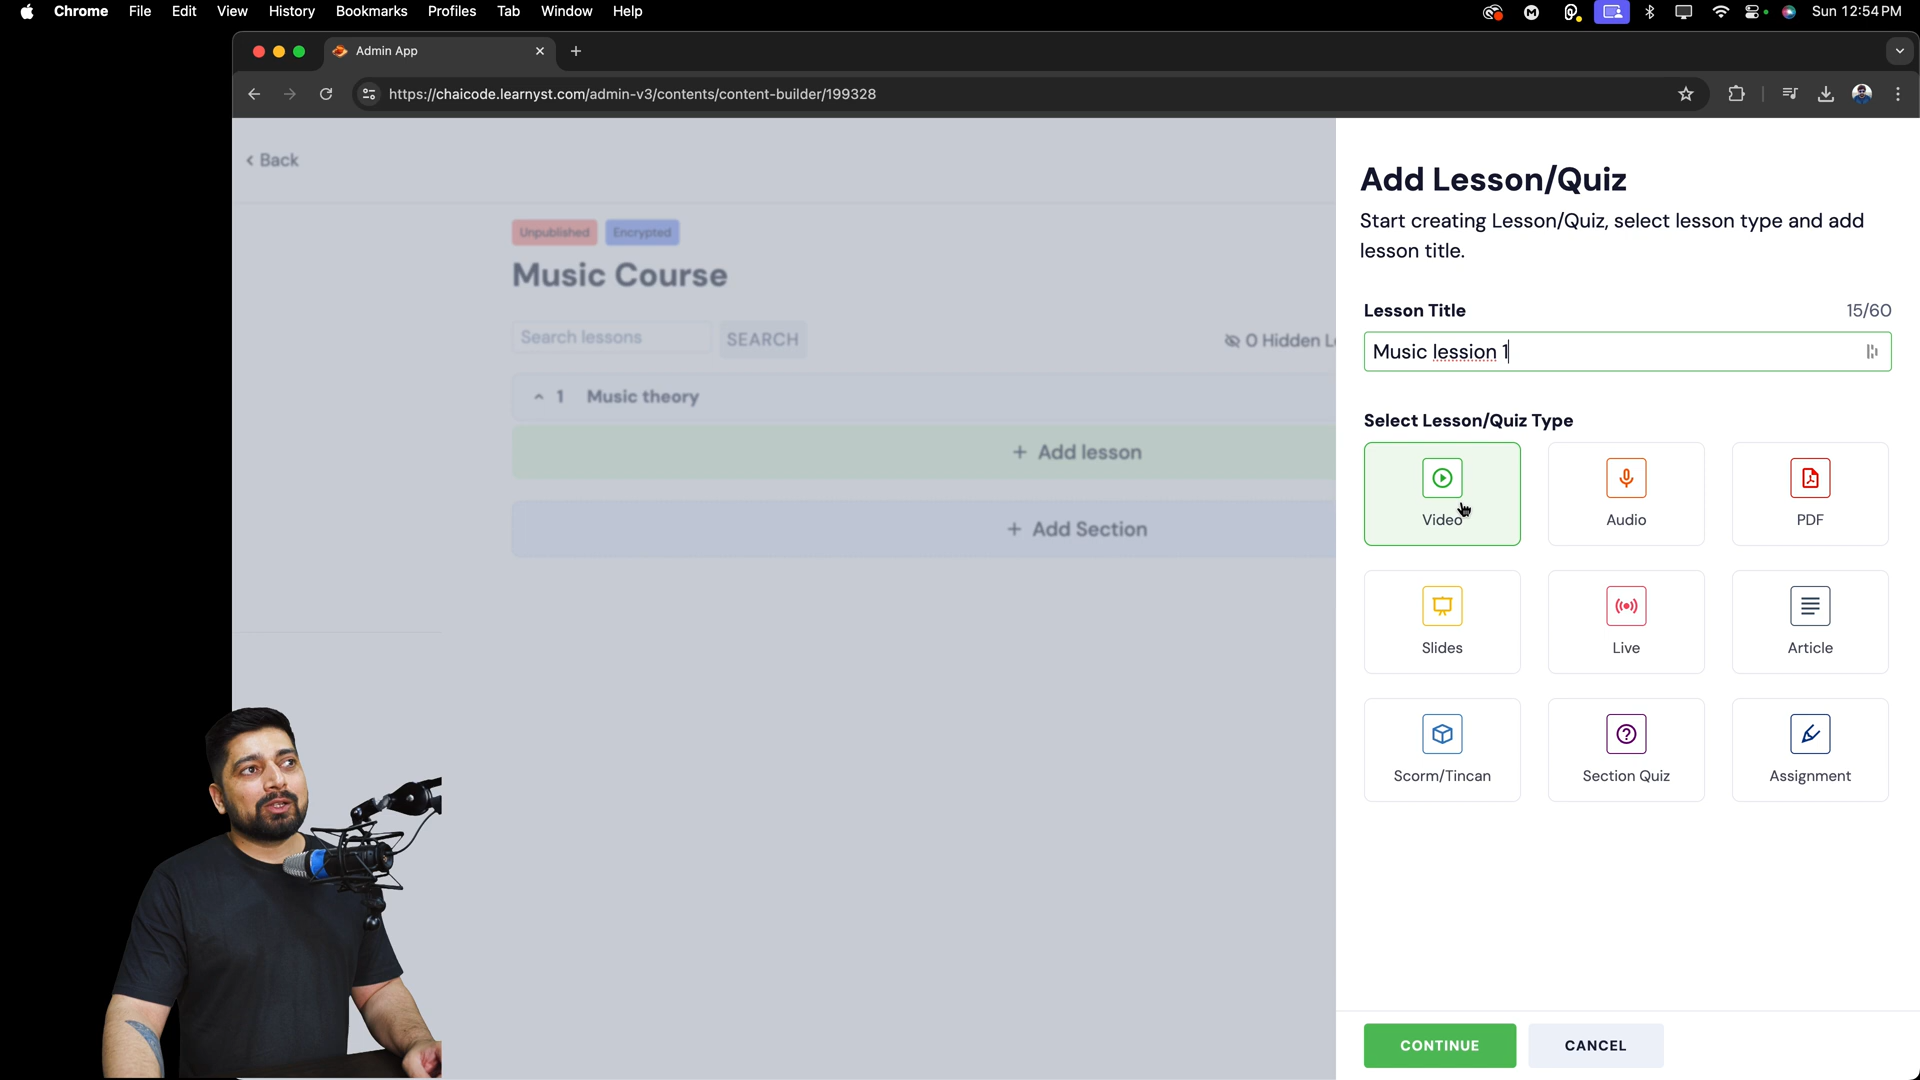 Chrome File Edit View History Bookmarks Profiles Tab Window Help
Sun 12:54 PM
Admin App
https://chaicode.learnyst.com/admin-v3/contents/content-builder/199328
Back
Unpublished Encrypted
Music Course
Search lessons SEARCH
0 Hidden L
1 Music theory
+ Add lesson
+ Add Section
Add Lesson/Quiz
Start creating Lesson/Quiz, select lesson type and add
lesson title.
Lesson Title 15/60
Music lession 1
Select Lesson/Quiz Type
Video Audio PDF
Slides Live Article
Scorm/Tincan Section Quiz Assignment
CONTINUE CANCEL